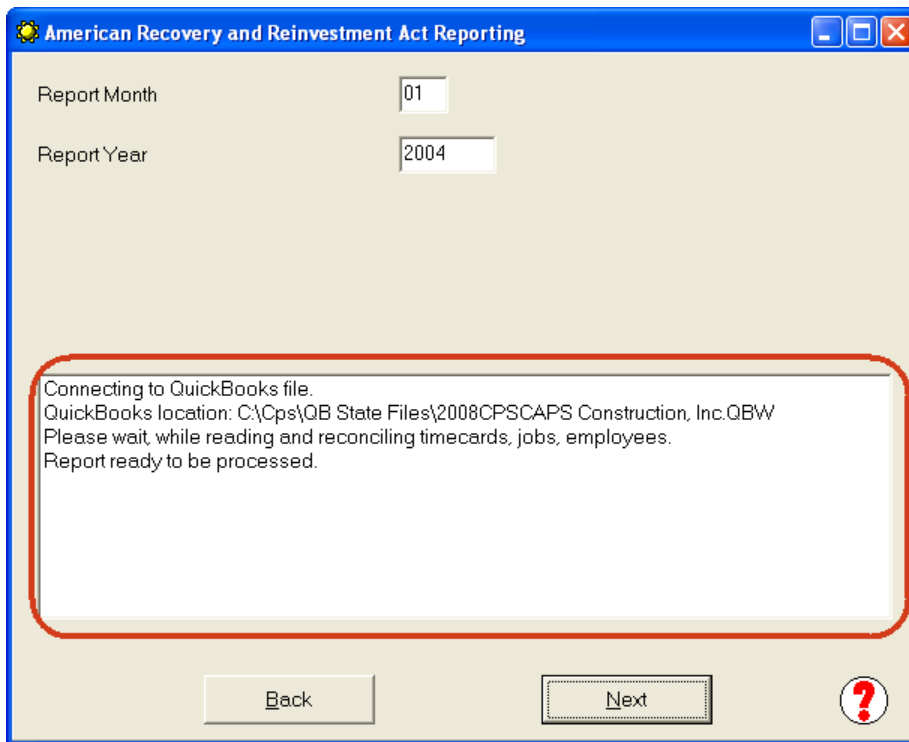 American Recovery and Reinvestment Act Reporting
Report Month 01
Report Year 2004
Connecting to QuickBooks file.
QuickBooks location: C:\Cps\QB State Files\2008CPSCAPS Construction, Inc.QBW
Please wait, while reading and reconciling timecards, jobs, employees.
Report ready to be processed.
Back Next ?